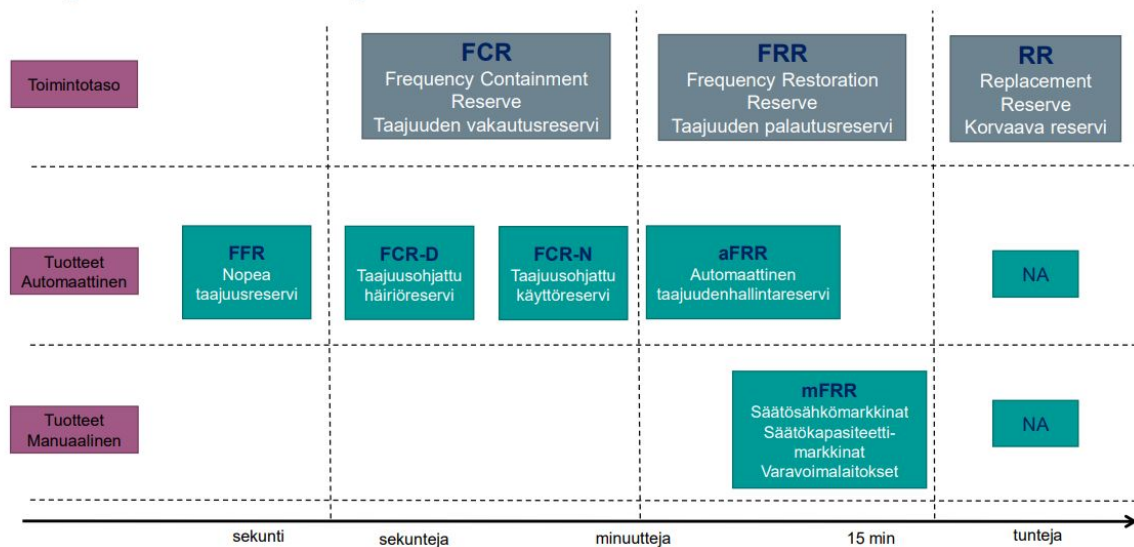 Toimintotaso
FCR
Frequency Containment
Reserve
Taajuuden vakautusreservi
FRR
Frequency Restoration
Reserve
Taajuuden palautusreservi
RR
Replacement
Reserve
Korvaava reservi
Tuotteet
Automaattinen
FFR
Nopea
taajuusreservi
FCR-D
Taajuusohjattu
häiriöreservi
FCR-N
Taajuusohjattu
käyttöreservi
aFRR
Automaattinen
taajuudenhallintareservi
NA
Tuotteet
Manuaalinen
mFRR
Säätösähkömarkkinat
Säätökapasiteetti-
markkinat
Varavoimalaitokset
NA
sekunti
sekunteja
minuutteja
15 min
tunteja